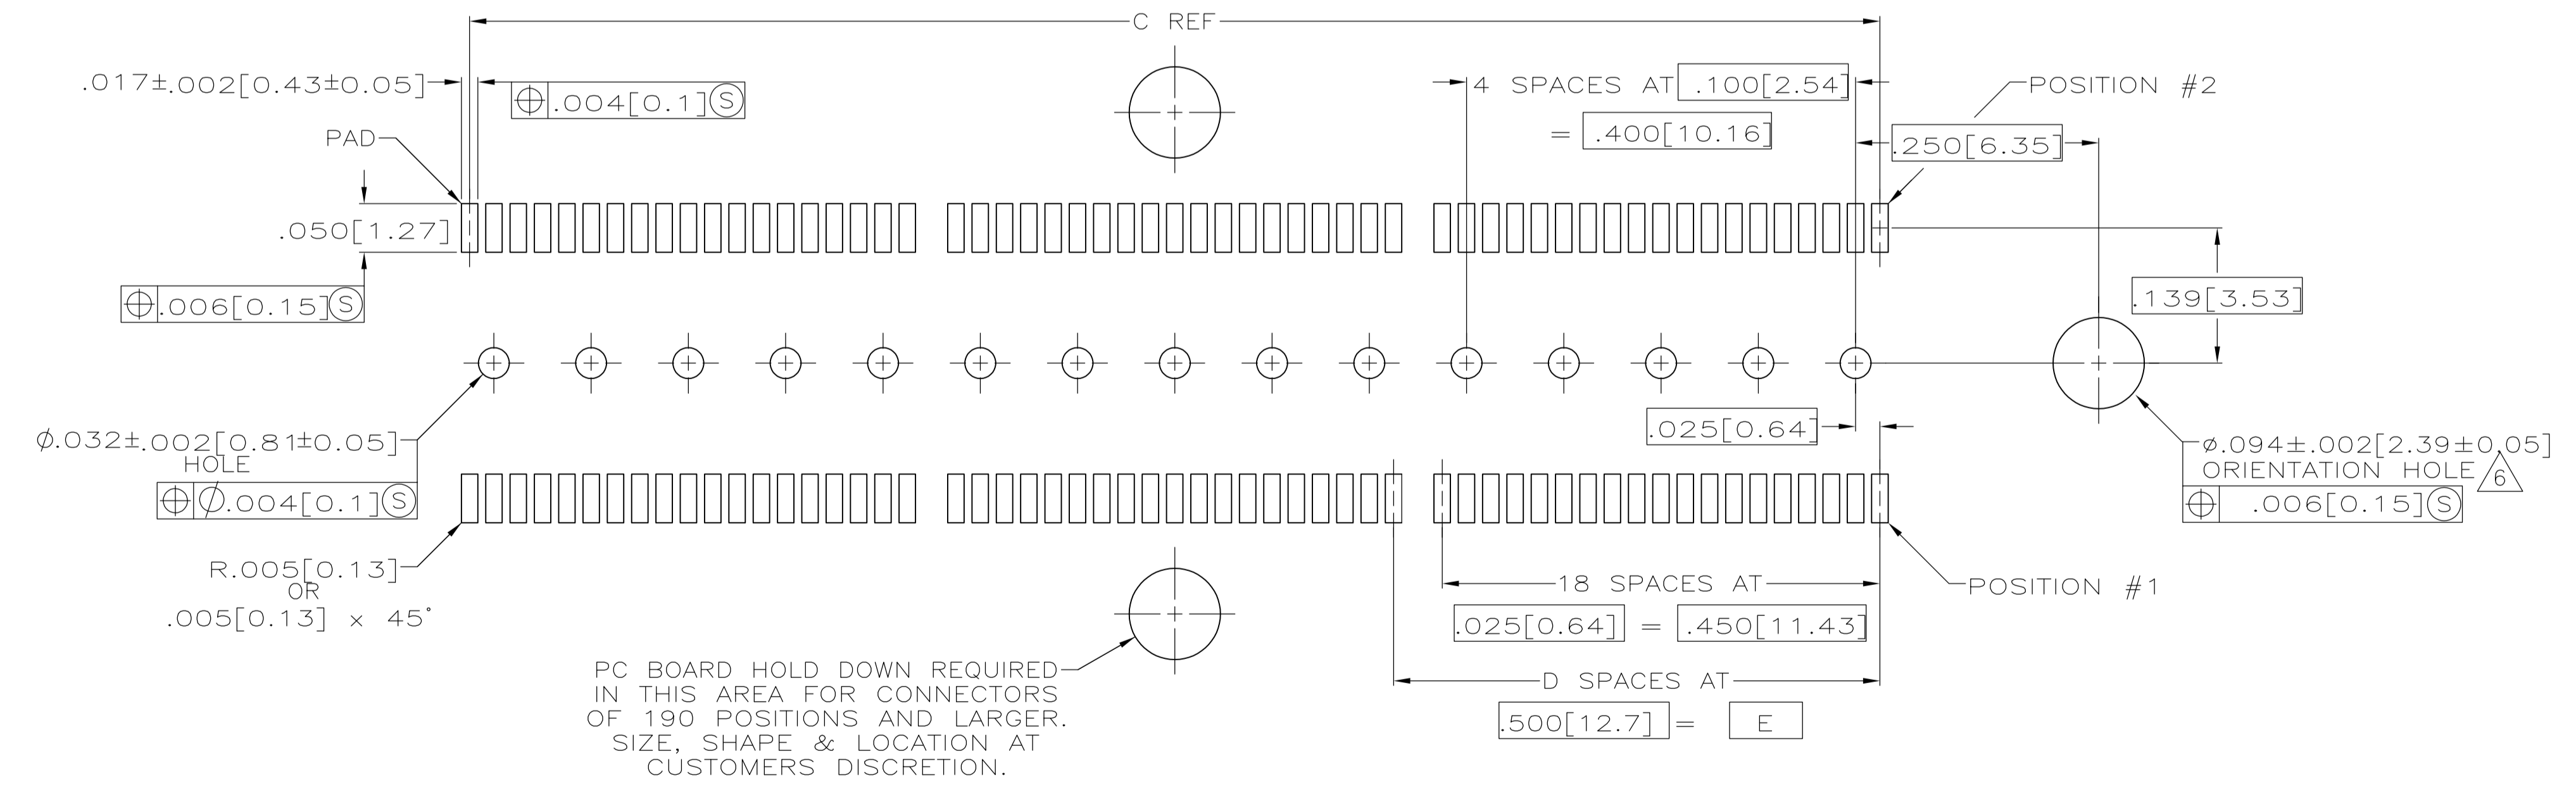 C REF
.017±.002[0.43±0.05]
⌖ .004[0.1]Ⓢ
4 SPACES AT .100[2.54]
= .400[10.16]
POSITION #2
PAD
.250[6.35]
.050[1.27]
⌖ .006[0.15]Ⓢ
.139[3.53]
.025[0.64]
⌀.032±.002[0.81±0.05]
HOLE
⌖ ⌀.004[0.1]Ⓢ
⌀.094±.002[2.39±0.05]
ORIENTATION HOLE 6
⌖ .006[0.15]Ⓢ
R.005[0.13]
OR
.005[0.13] × 45°
18 SPACES AT
.025[0.64] = .450[11.43]
POSITION #1
D SPACES AT
.500[12.7] = E
PC BOARD HOLD DOWN REQUIRED
IN THIS AREA FOR CONNECTORS
OF 190 POSITIONS AND LARGER.
SIZE, SHAPE & LOCATION AT
CUSTOMERS DISCRETION.